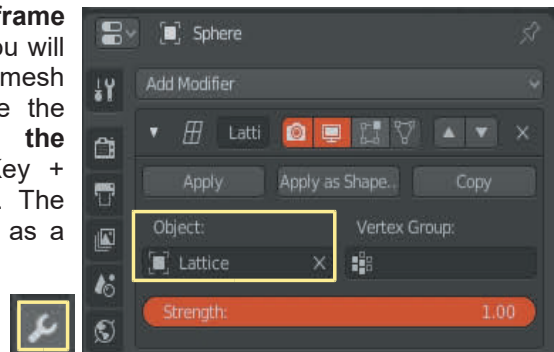 frame
ou will
mesh
e the
the
Key +
. The
as a
Sphere
Add Modifier
Latti
Apply
Apply as Shape..
Copy
Object:
Vertex Group:
Lattice
Strength:
1.00